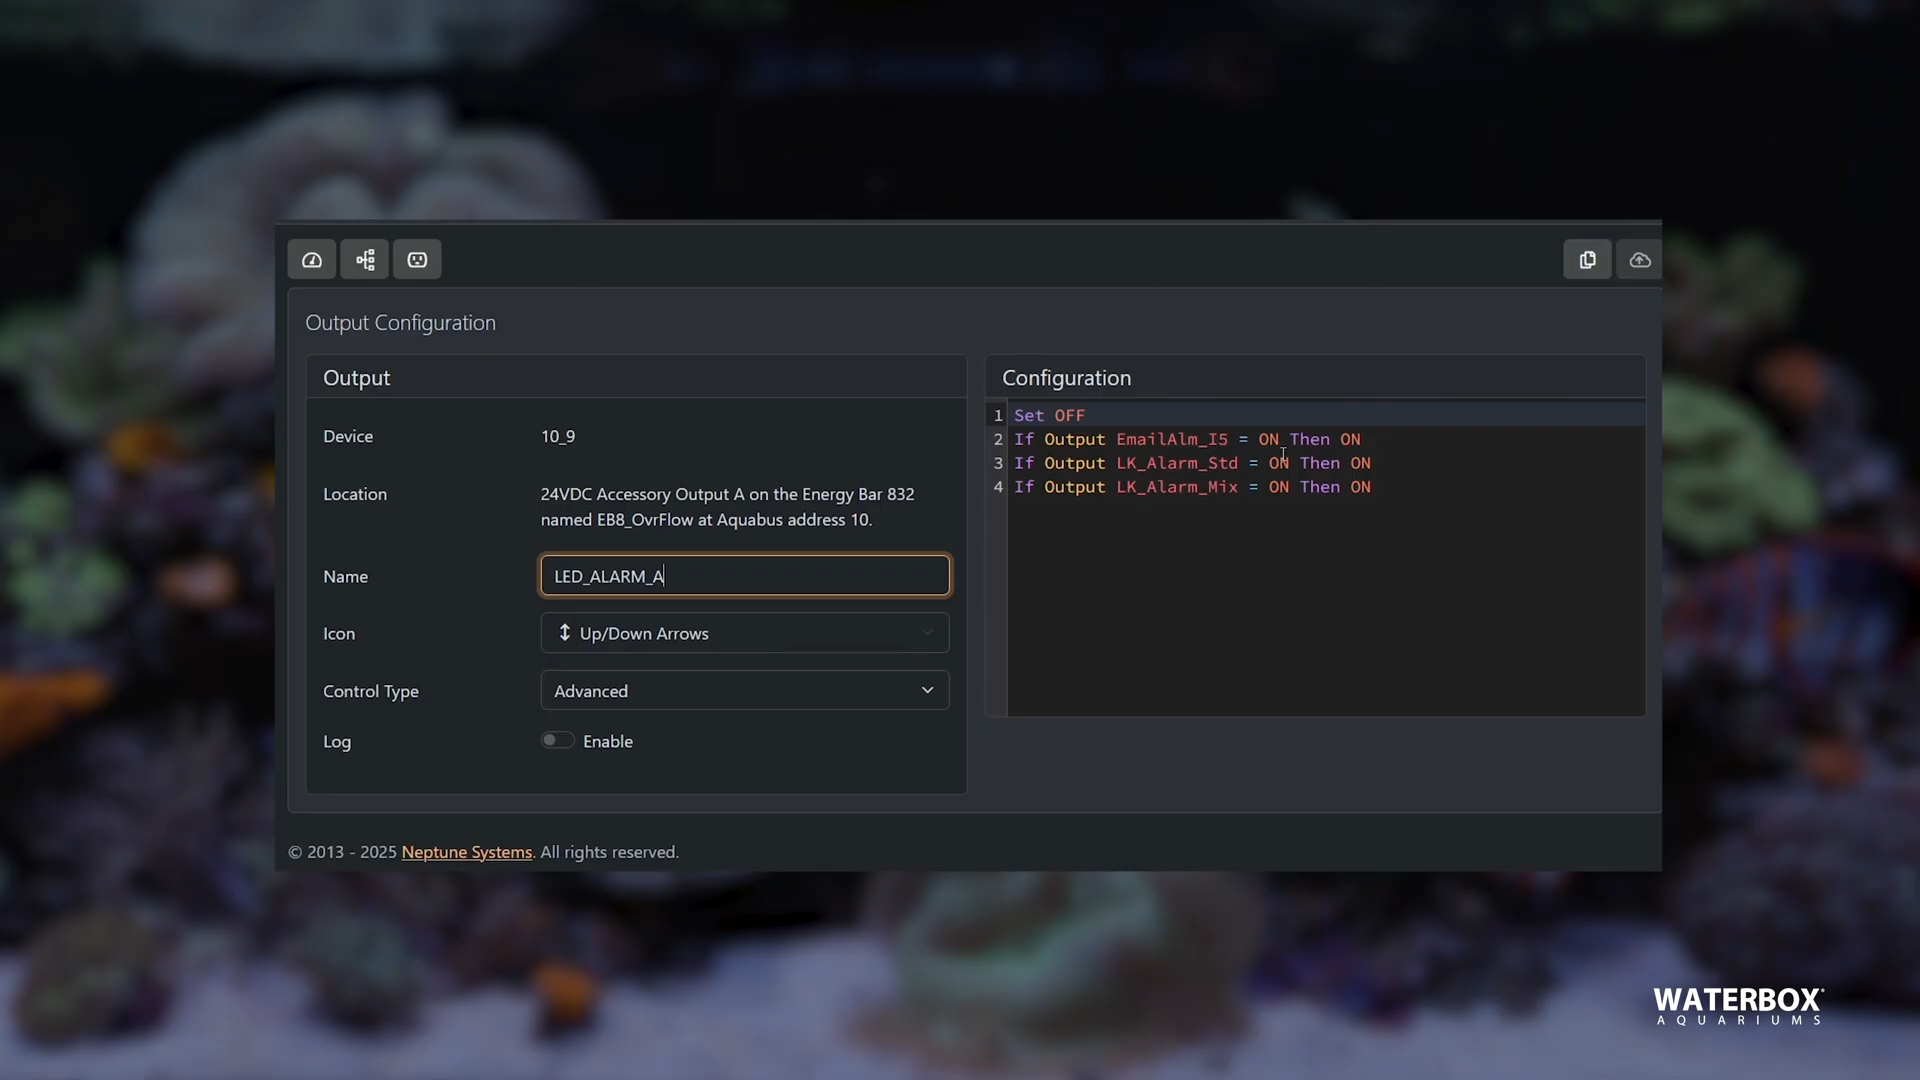 Output Configuration
Output
Device
10_9
Location
24VDC Accessory Output A on the Energy Bar 832
named EB8_OvrFlow at Aquabus address 10.
Name
LED_ALARM_A
Icon
Up/Down Arrows
Control Type
Advanced
Log
Enable
Configuration
1 Set OFF
2 If Output EmailAlm_I5 = ON Then ON
3 If Output LK_Alarm_Std = ON Then ON
4 If Output LK_Alarm_Mix = ON Then ON
© 2013 - 2025 Neptune Systems. All rights reserved.
WATERBOX®
AQUARIUMS